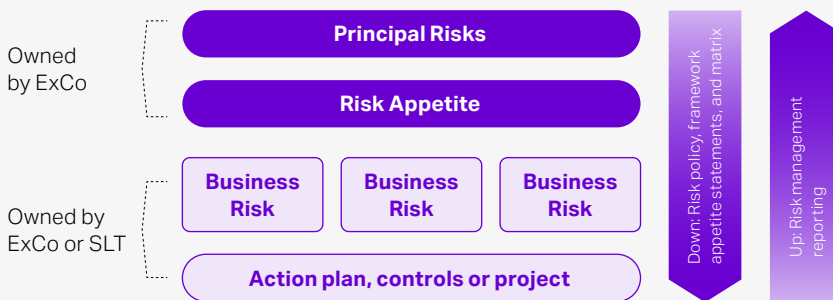 Owned
by ExCo
Principal Risks
Risk Appetite
Owned by
ExCo or SLT
Business
Risk
Business
Risk
Business
Risk
Action plan, controls or project
Down: Risk policy, framework
appetite statements, and matrix
Up: Risk management
reporting